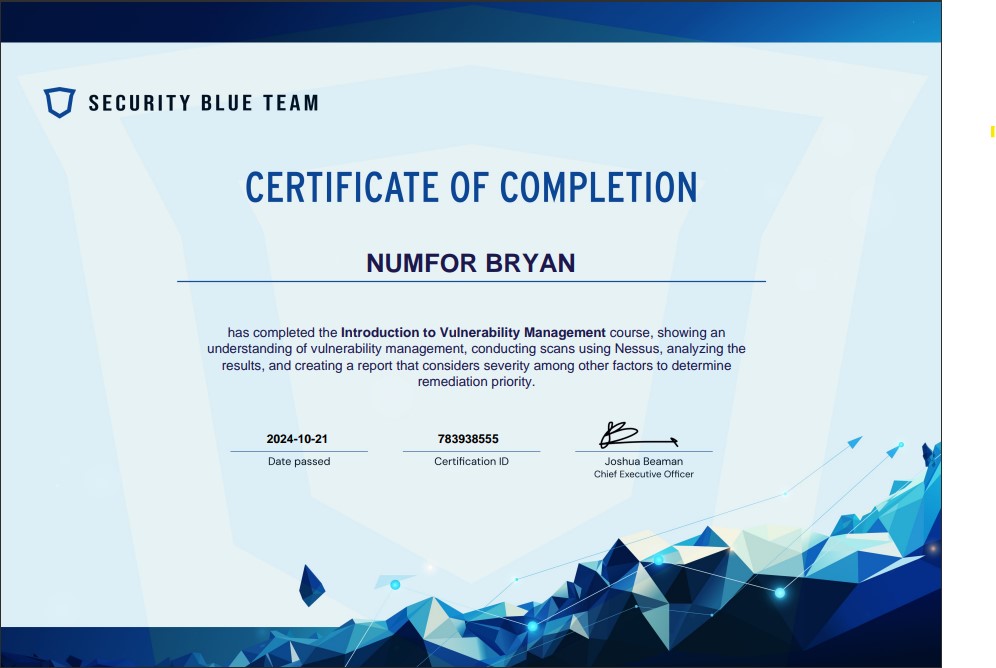 SECURITY BLUE TEAM
CERTIFICATE OF COMPLETION
NUMFOR BRYAN
has completed the Introduction to Vulnerability Management course, showing an
understanding of vulnerability management, conducting scans using Nessus, analyzing the
results, and creating a report that considers severity among other factors to determine
remediation priority.
2024-10-21
Date passed
783938555
Certification ID
Joshua Beaman
Chief Executive Officer